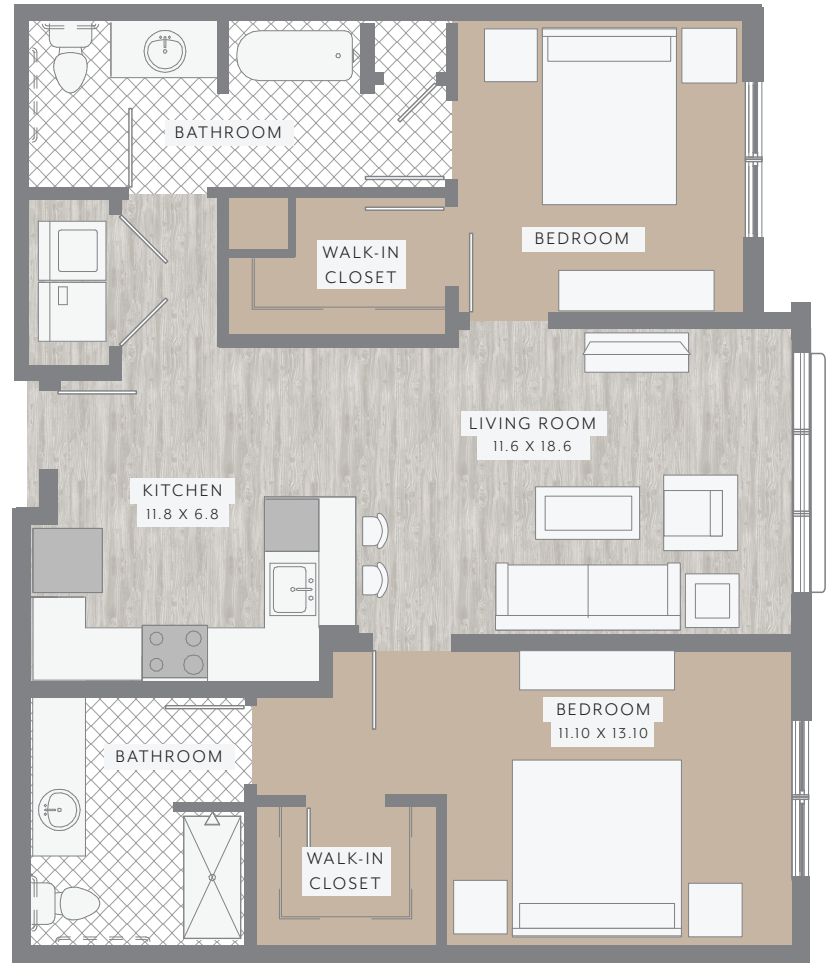 BATHROOM
BEDROOM
WALK-IN
CLOSET
LIVING ROOM
11.6 X 18.6
KITCHEN
11.8 X 6.8
BEDROOM
11.10 X 13.10
BATHROOM
WALK-IN
CLOSET